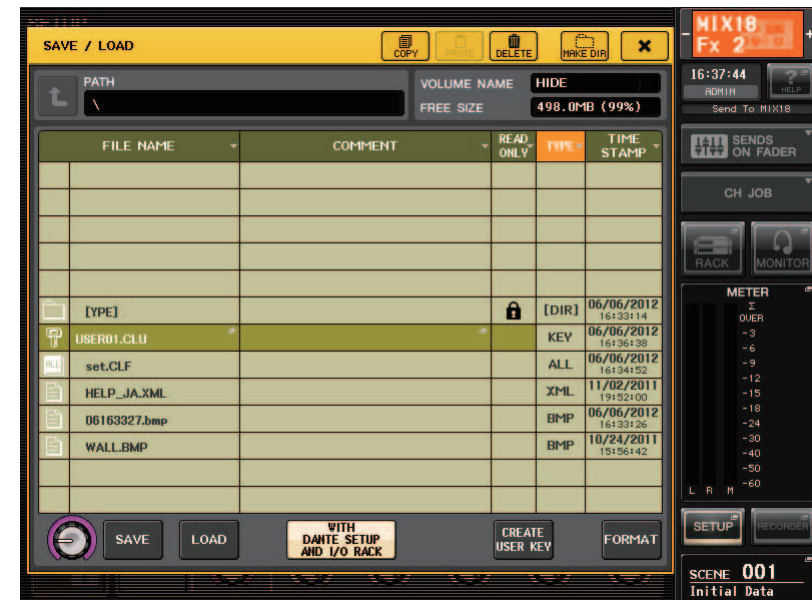 SAVE / LOAD
COPY
PASTE
DELETE
MAKE DIR
PATH
\
VOLUME NAME
HIDE
FREE SIZE
498.0MB (99%)
FILE NAME
COMMENT
READ ONLY
TYPE
TIME STAMP
[YPE]
[DIR]
06/06/2012
16:33:14
USER01.CLU
KEY
06/06/2012
16:36:38
ALL
set.CLF
ALL
06/06/2012
16:34:52
HELP_JA.XML
XML
11/02/2011
19:52:00
06163327.bmp
BMP
06/06/2012
16:33:26
WALL.BMP
BMP
10/24/2011
15:56:42
SAVE
LOAD
WITH
DANTE SETUP
AND I/O RACK
CREATE
USER KEY
FORMAT
- MIX18 +
Fx 2
16:37:44
ADMIN
?
HELP
Send To MIX18
SENDS
ON FADER
CH JOB
RACK
MONITOR
METER
Σ
OVER
-3
-6
-9
-12
-15
-18
-24
-30
-40
-50
-60
L R M
SETUP
RECORDER
SCENE 001
Initial Data